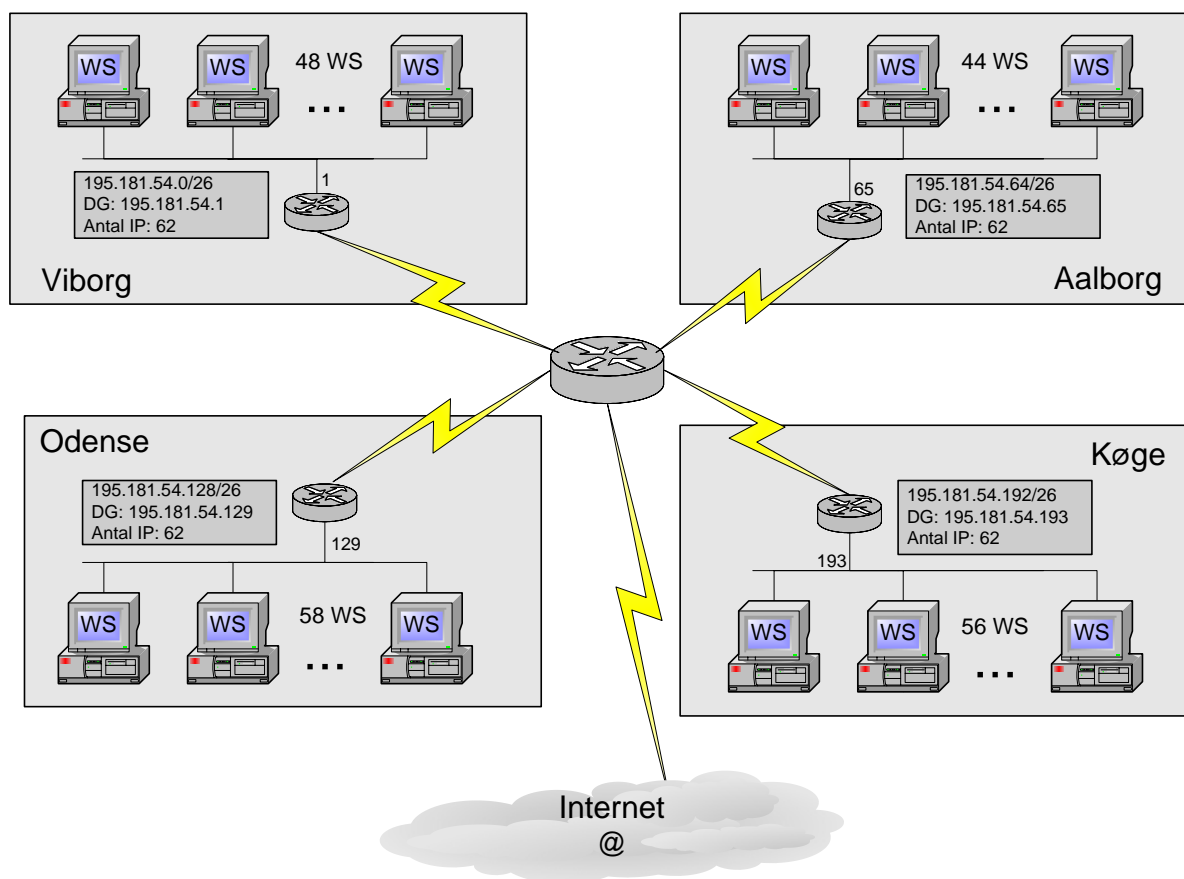 WS
WS
48 WS
WS
...
195.181.54.0/26
DG: 195.181.54.1
Antal IP: 62
1
Viborg
WS
WS
44 WS
WS
...
65
195.181.54.64/26
DG: 195.181.54.65
Antal IP: 62
Aalborg
Odense
195.181.54.128/26
DG: 195.181.54.129
Antal IP: 62
129
WS
WS
58 WS
WS
...
Køge
195.181.54.192/26
DG: 195.181.54.193
Antal IP: 62
193
WS
WS
56 WS
WS
...
Internet
@